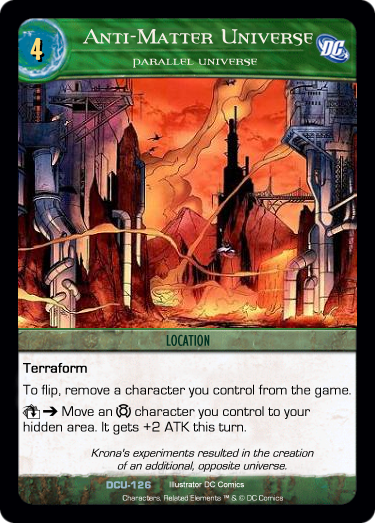 4
Anti-Matter Universe
DC
Parallel Universe
LOCATION
Terraform
To flip, remove a character you control from the game.
➔ Move an character you control to your
hidden area. It gets +2 ATK this turn.
Krona's experiments resulted in the creation
of an additional, opposite universe.
DCU-126 Illustrator DC Comics
Characters, Related Elements ™ & © DC Comics